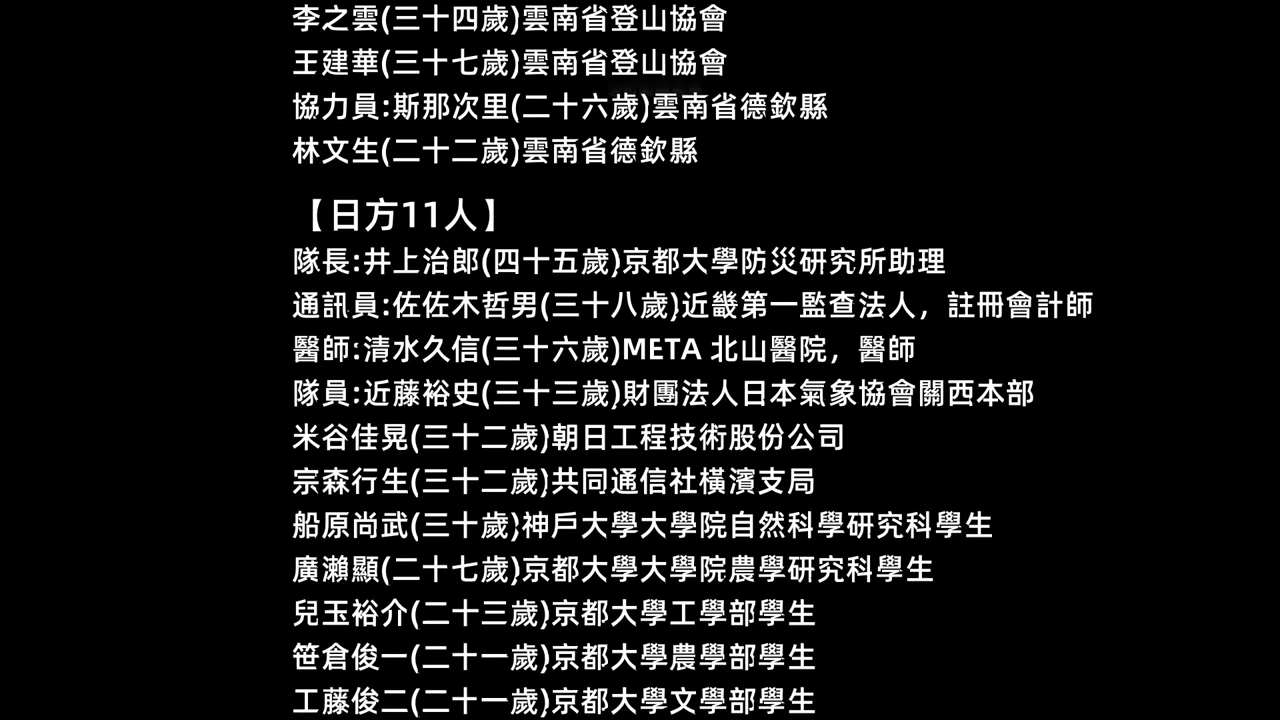 李之雲(三十四歲)雲南省登山協會
王建華(三十七歲)雲南省登山協會
協力員:斯那次里(二十六歲)雲南省德欽縣
林文生(二十二歲)雲南省德欽縣
【日方11人】
隊長:井上治郎(四十五歲)京都大學防災研究所助理
通訊員:佐佐木哲男(三十八歲)近畿第一監查法人，註冊會計師
醫師:清水久信(三十六歲)META 北山醫院，醫師
隊員:近藤裕史(三十三歲)財團法人日本氣象協會關西本部
米谷佳晃(三十二歲)朝日工程技術股份公司
宗森行生(三十二歲)共同通信社橫濱支局
船原尚武(三十歲)神戶大學大學院自然科學研究科學生
廣瀨顯(二十七歲)京都大學大學院農學研究科學生
兒玉裕介(二十三歲)京都大學工學部學生
笹倉俊一(二十一歲)京都大學農學部學生
工藤俊二(二十一歲)京都大學文學部學生